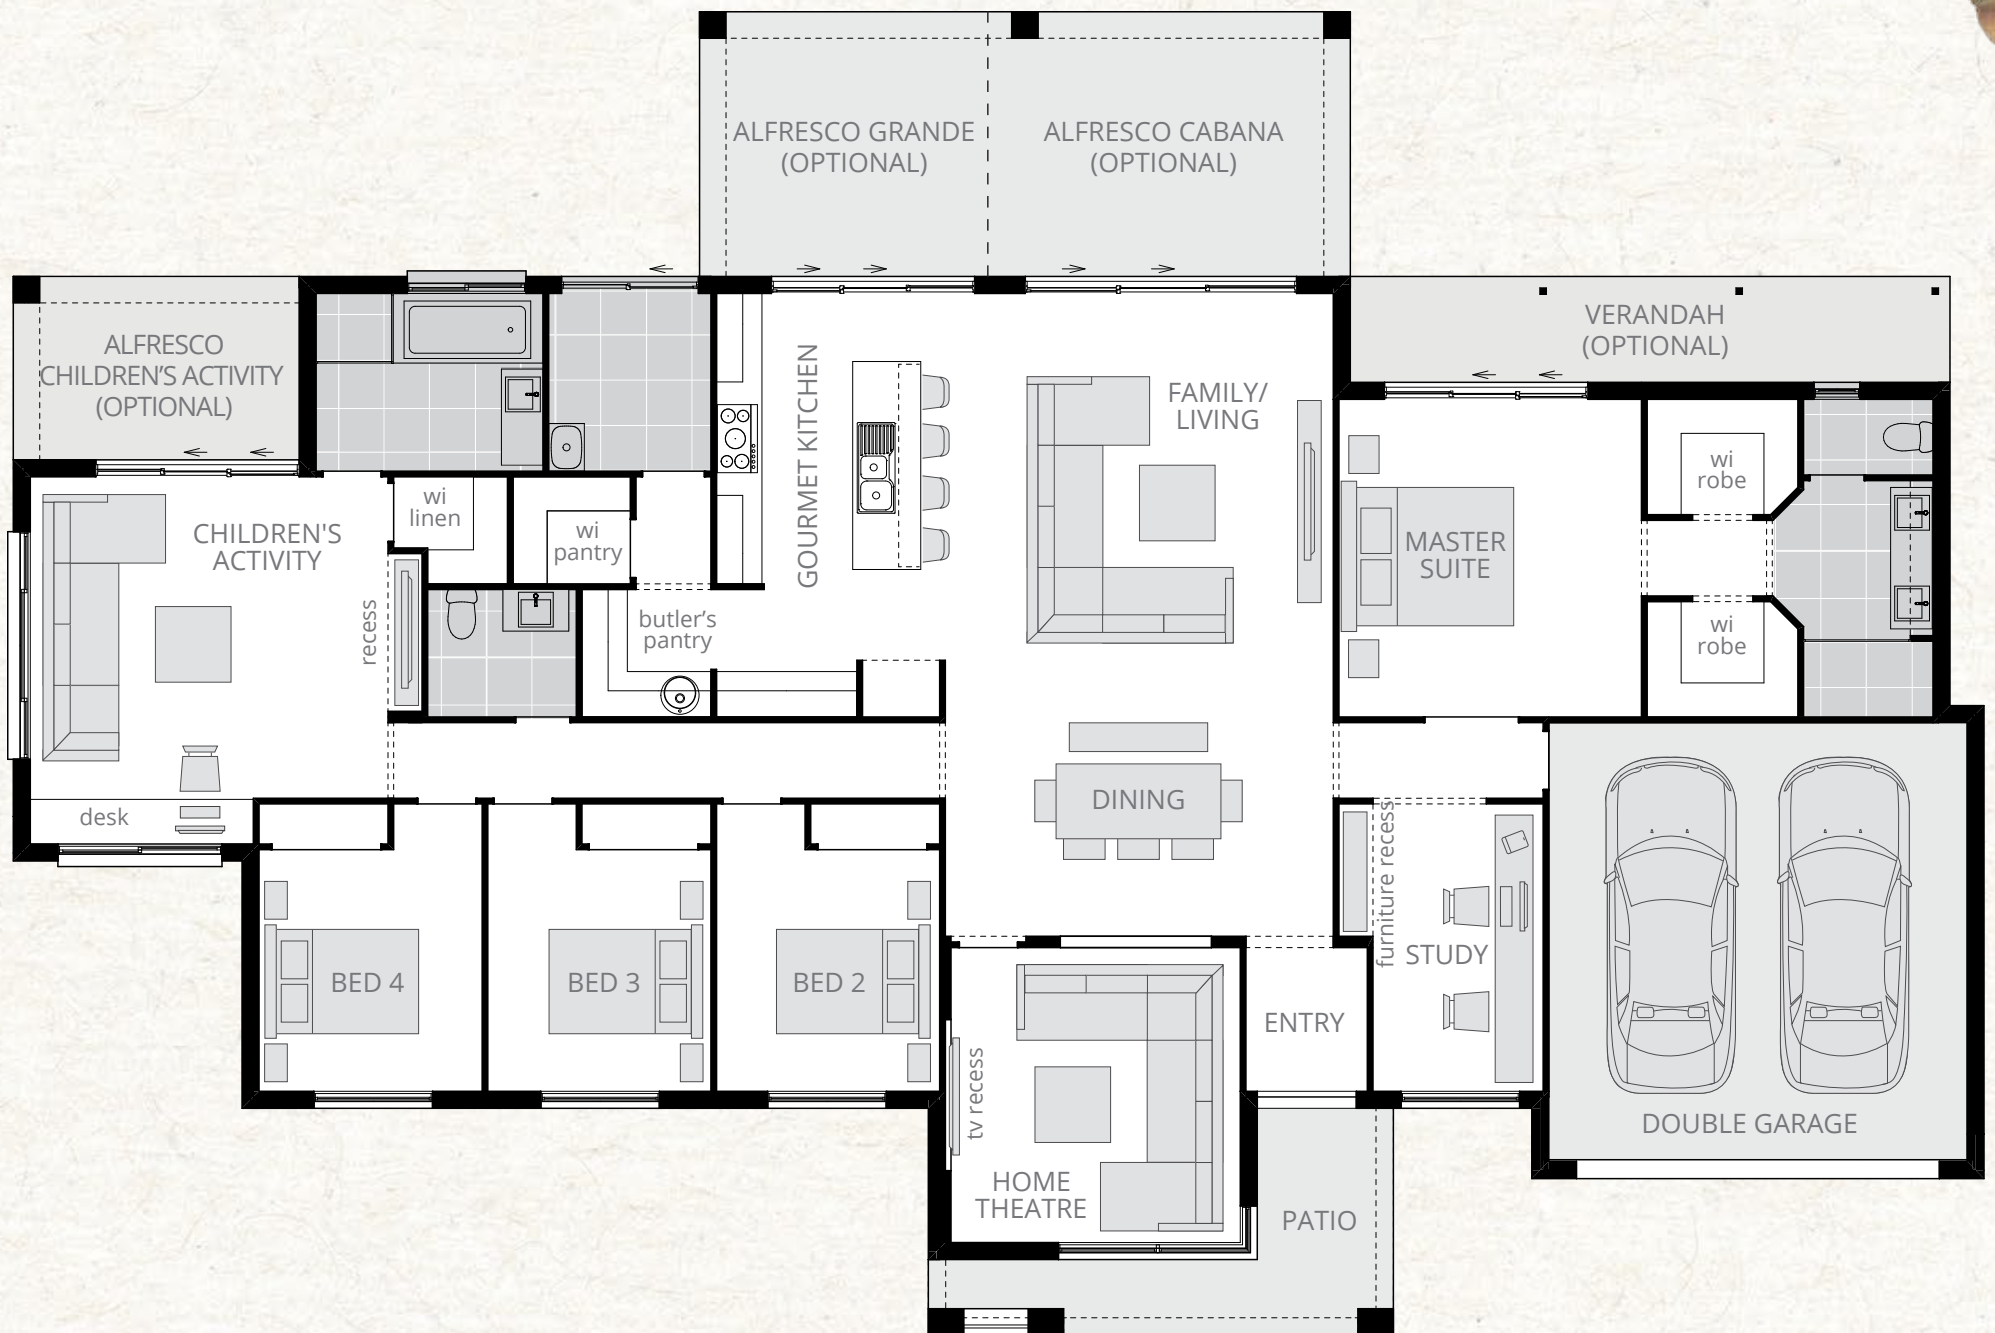 ALFRESCO GRANDE
(OPTIONAL)
ALFRESCO CABANA
(OPTIONAL)
ALFRESCO
CHILDREN’S ACTIVITY
(OPTIONAL)
VERANDAH
(OPTIONAL)
GOURMET KITCHEN
FAMILY/
LIVING
wi
robe
wi
linen
wi
pantry
CHILDREN'S
ACTIVITY
MASTER
SUITE
recess
butler’s
pantry
wi
robe
desk
DINING
furniture recess
STUDY
BED 4
BED 3
BED 2
ENTRY
tv recess
HOME
THEATRE
PATIO
DOUBLE GARAGE